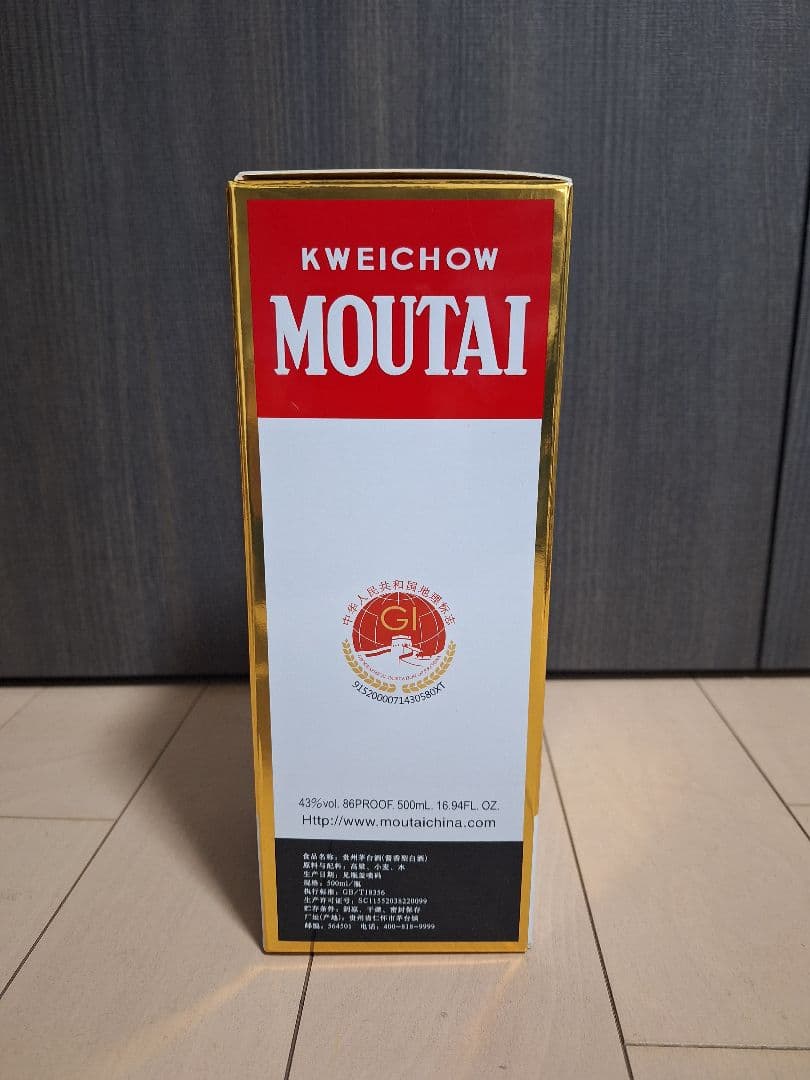 KWEICHOW
MOUTAI
中华人民共和国地理标志
GI
GEOGRAPHICAL INDICATION OF P.R.CHINA
9152000071430580XT
43%vol. 86PROOF. 500mL. 16.94FL. OZ.
Http://www.moutaichina.com
食品名称：贵州茅台酒(酱香型白酒)
原料与配料：高粱、小麦、水
生产日期：见瓶盖喷码
规格：500ml/瓶
执行标准：GB/T18356
生产许可证号：SC11552038220099
贮存条件：阴凉、干燥、密封保存
厂址(产地)：贵州省仁怀市茅台镇
邮编：564501 电话：400-818-9999